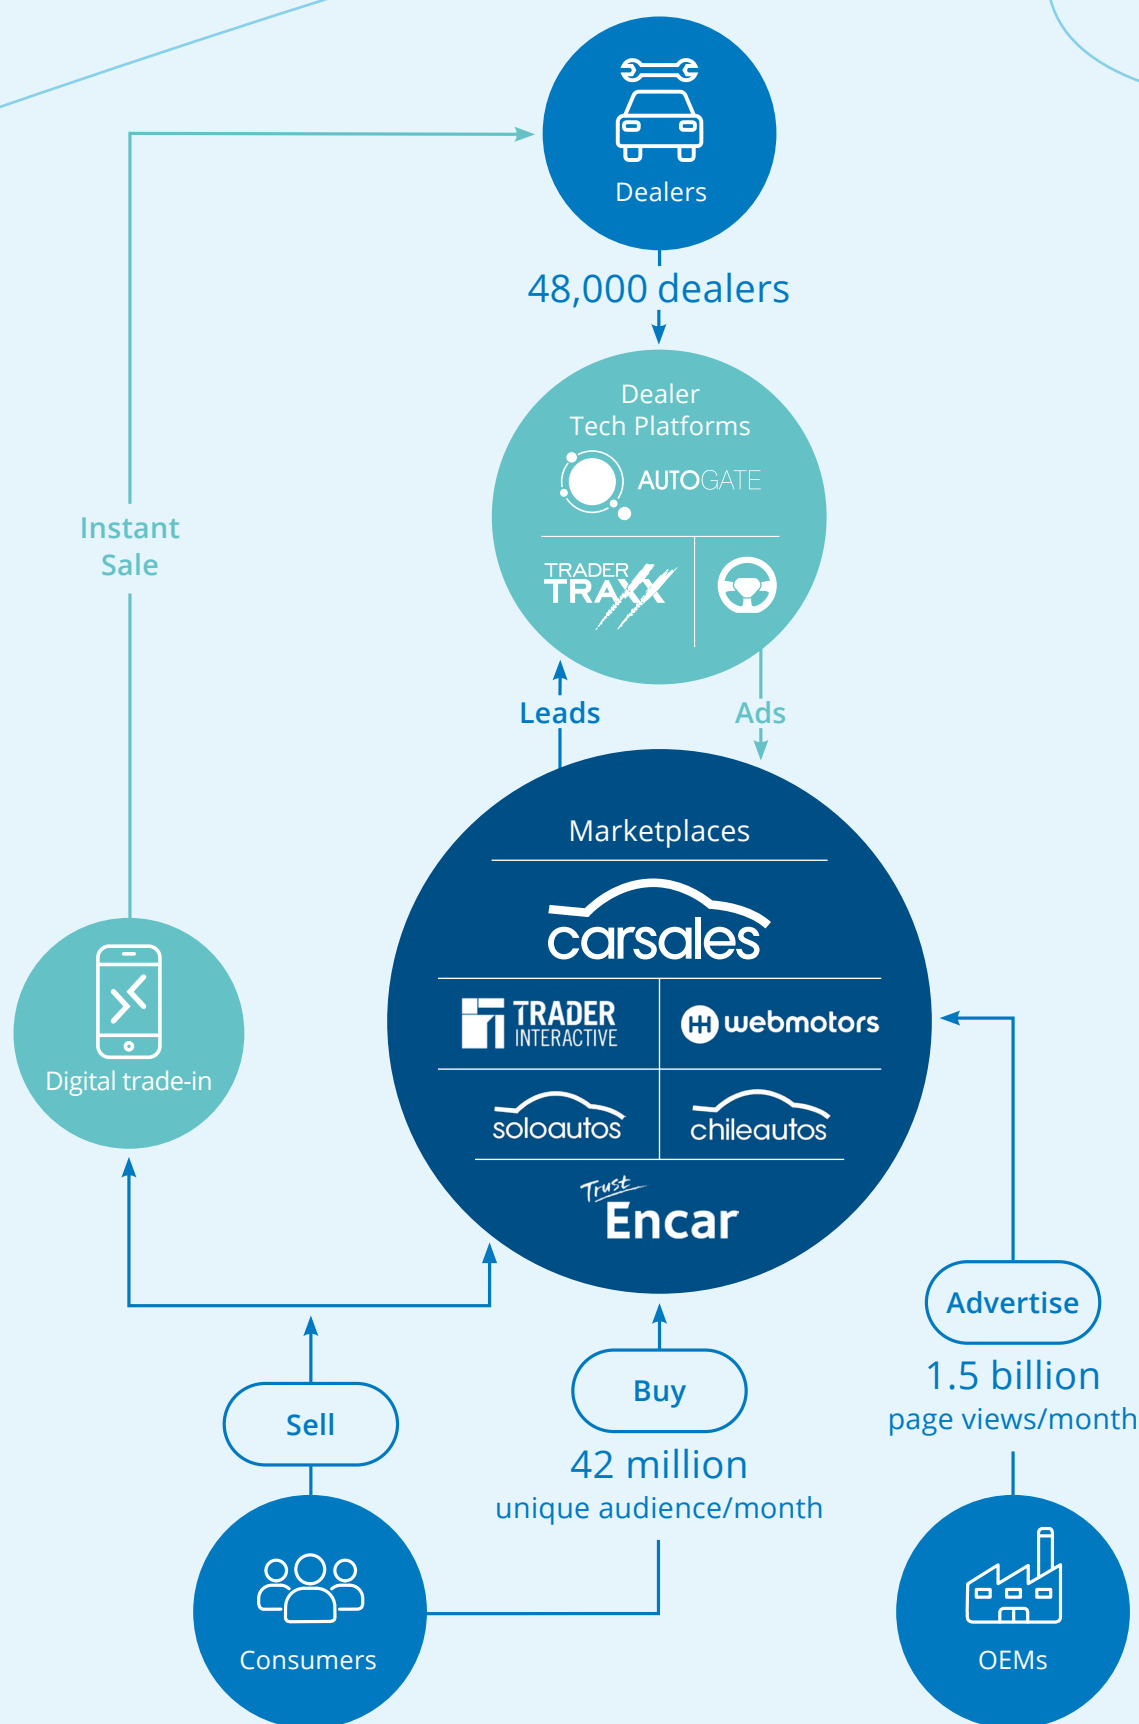 Dealers
48,000 dealers
Dealer
Tech Platforms
AUTOGATE
TRADER
TRAXX
Instant
Sale
Leads
Ads
Marketplaces
carsales
TRADER
INTERACTIVE
webmotors
Digital trade-in
soloautos
chileautos
Trust
Encar
Advertise
1.5 billion
page views/month
Buy
Sell
42 million
unique audience/month
Consumers
OEMs